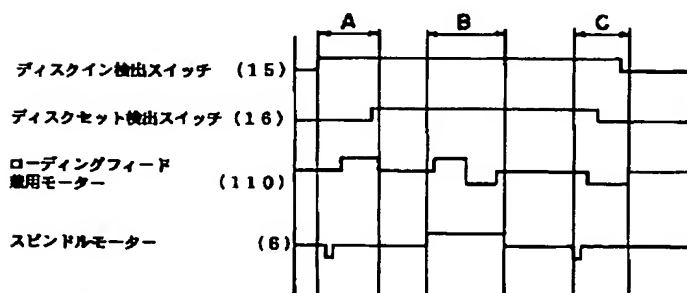 A B C
ディスクイン検出スイッチ (15)
ディスクセット検出スイッチ (16)
ローディングフィード
兼用モーター (110)
スピンドルモーター (6)